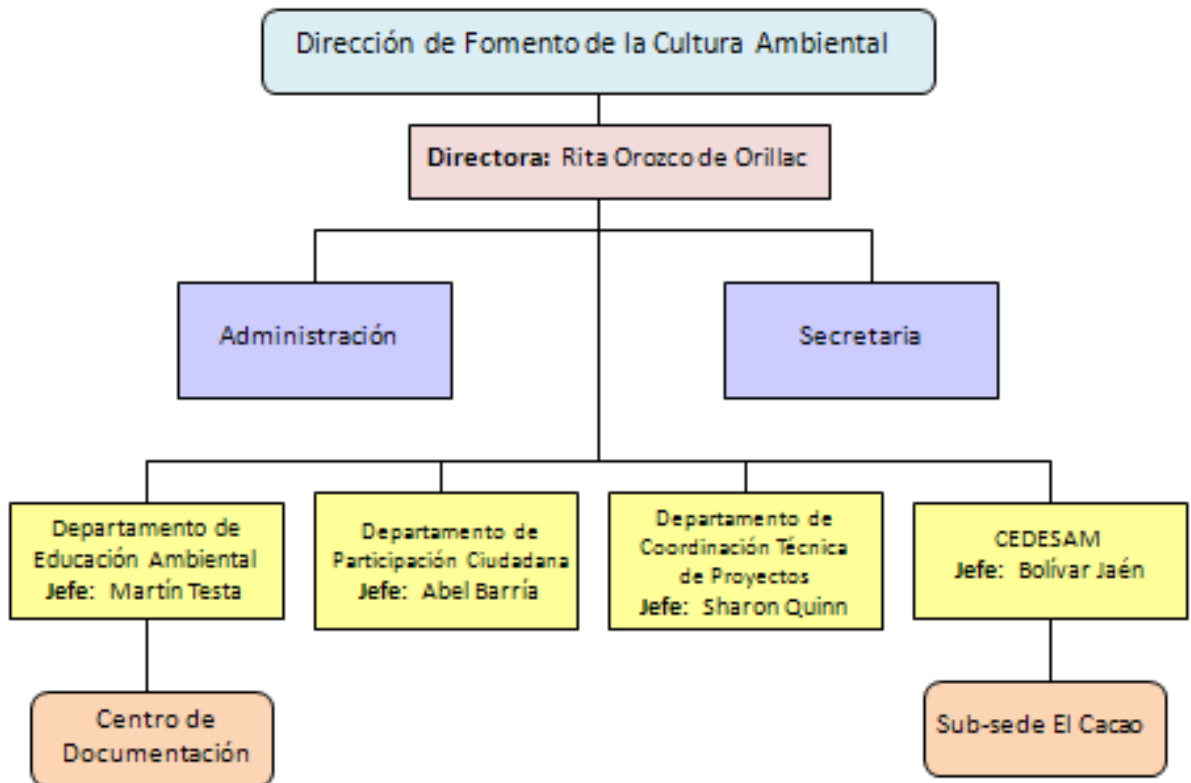 Dirección de Fomento de la Cultura Ambiental
Directora: Rita Orozco de Orillac
Administración
Secretaria
Departamento de
Educación Ambiental
Jefe: Martín Testa
Departamento de
Participación Ciudadana
Jefe: Abel Barría
Departamento de
Coordinación Técnica
de Proyectos
Jefe: Sharon Quinn
CEDESAM
Jefe: Bolívar Jaén
Centro de
Documentación
Sub-sede El Cacao